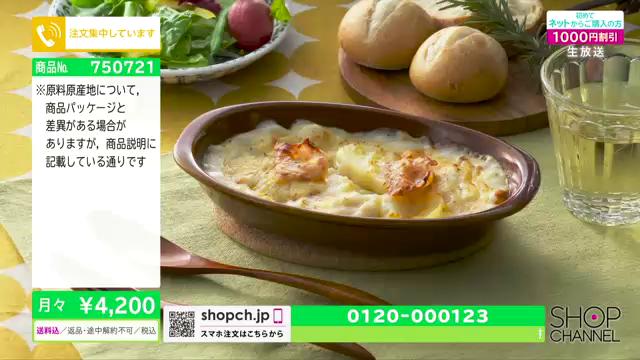 注文集中しています
商品No. 750721
※原料原産地について、
商品パッケージと
差異がある場合が
ありますが、商品説明に
記載している通りです
月々 ¥4,200
送料込／返品・途中解約不可／税込
初めて
ネットからご購入の方
1000円割引
生放送
shopch.jp
スマホ注文はこちらから
0120-000123
SHOP
CHANNEL